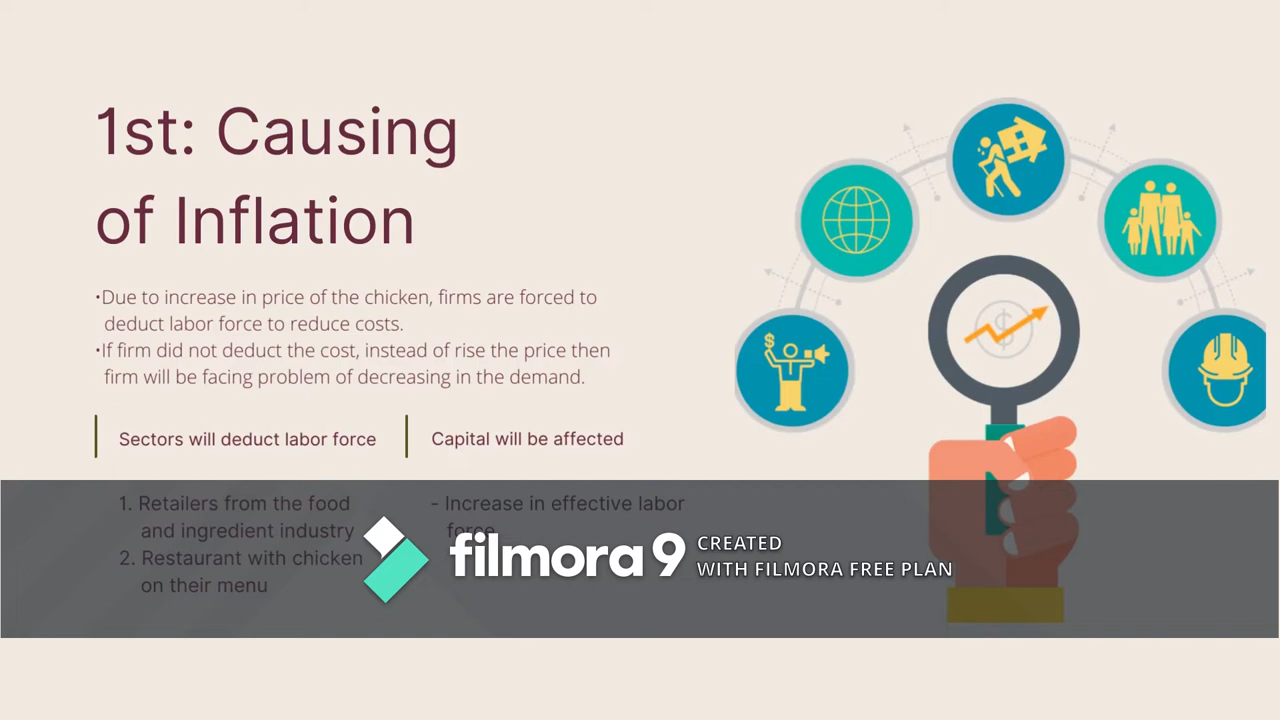 1st: Causing
of Inflation
•Due to increase in price of the chicken, firms are forced to
deduct labor force to reduce costs.
•If firm did not deduct the cost, instead of rise the price then
firm will be facing problem of decreasing in the demand.
Sectors will deduct labor force
Capital will be affected
1. Retailers from the food
and ingredient industry
2. Restaurant with chicken
on their menu
- Increase in effective labor
force
filmora 9
CREATED
WITH FILMORA FREE PLAN